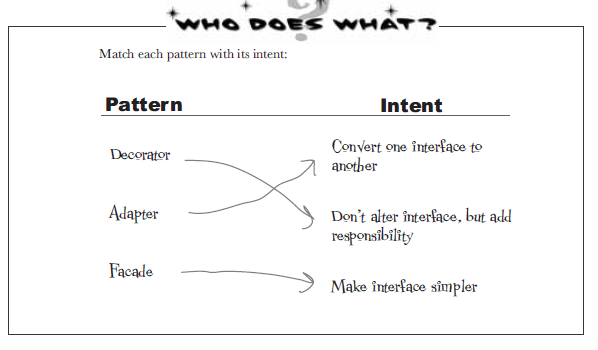 WHO DOES WHAT?
Match each pattern with its intent:
Pattern
Intent
Decorator
Convert one interface to
another
Adapter
Don't alter interface, but add
responsibility
Facade
Make interface simpler